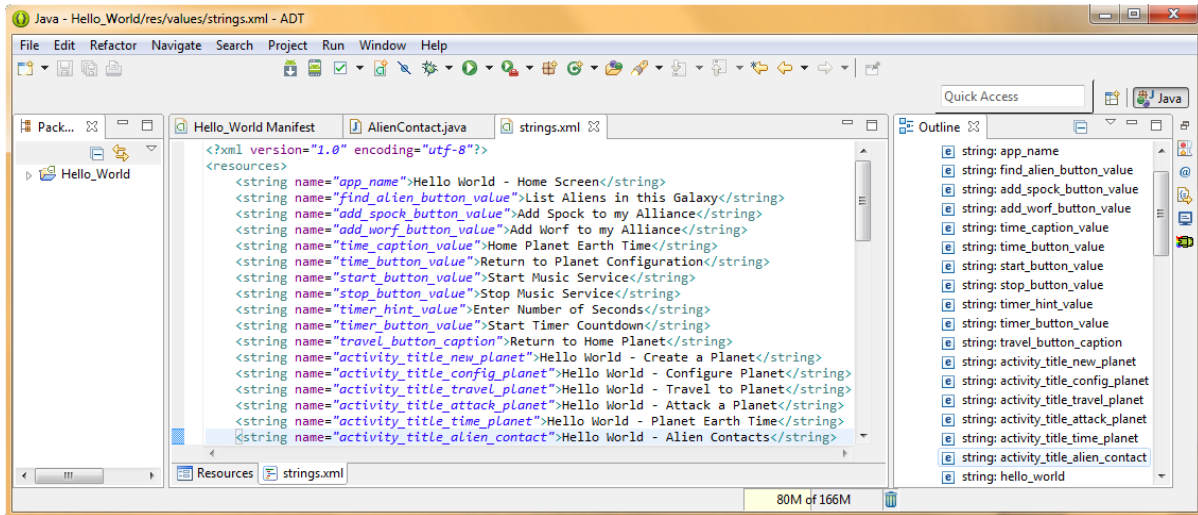 Java - Hello_World/res/values/strings.xml - ADT
File Edit Refactor Navigate Search Project Run Window Help
Quick Access
Java
Pack...
Hello_World
Hello_World Manifest
AlienContact.java
strings.xml
<?xml version="1.0" encoding="utf-8"?>
<resources>
<string name="app_name">Hello World - Home Screen</string>
<string name="find_alien_button_value">List Aliens in this Galaxy</string>
<string name="add_spock_button_value">Add Spock to my Alliance</string>
<string name="add_worf_button_value">Add Worf to my Alliance</string>
<string name="time_caption_value">Home Planet Earth Time</string>
<string name="time_button_value">Return to Planet Configuration</string>
<string name="start_button_value">Start Music Service</string>
<string name="stop_button_value">Stop Music Service</string>
<string name="timer_hint_value">Enter Number of Seconds</string>
<string name="timer_button_value">Start Timer Countdown</string>
<string name="travel_button_caption">Return to Home Planet</string>
<string name="activity_title_new_planet">Hello World - Create a Planet</string>
<string name="activity_title_config_planet">Hello World - Configure Planet</string>
<string name="activity_title_travel_planet">Hello World - Travel to Planet</string>
<string name="activity_title_attack_planet">Hello World - Attack a Planet</string>
<string name="activity_title_time_planet">Hello World - Planet Earth Time</string>
<string name="activity_title_alien_contact">Hello World - Alien Contacts</string>
Resources
strings.xml
Outline
string: app_name
string: find_alien_button_value
string: add_spock_button_value
string: add_worf_button_value
string: time_caption_value
string: time_button_value
string: start_button_value
string: stop_button_value
string: timer_hint_value
string: timer_button_value
string: travel_button_caption
string: activity_title_new_planet
string: activity_title_config_planet
string: activity_title_travel_planet
string: activity_title_attack_planet
string: activity_title_time_planet
string: activity_title_alien_contact
string: hello_world
80M of 166M